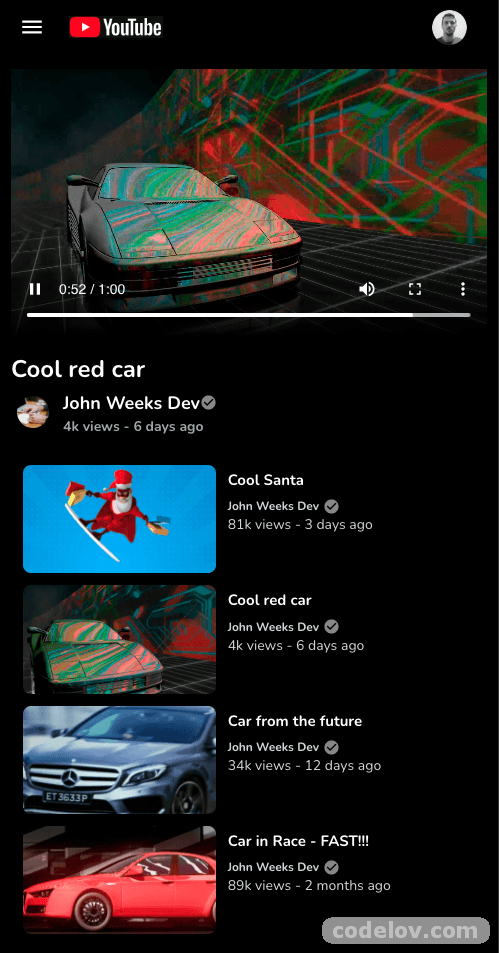 YouTube
0:52 / 1:00
Cool red car
John Weeks Dev
4k views - 6 days ago
Cool Santa
John Weeks Dev
81k views - 3 days ago
Cool red car
John Weeks Dev
4k views - 6 days ago
Car from the future
John Weeks Dev
34k views - 12 days ago
ET3633P
Car in Race - FAST!!!
John Weeks Dev
89k views - 2 months ago
codelov.com